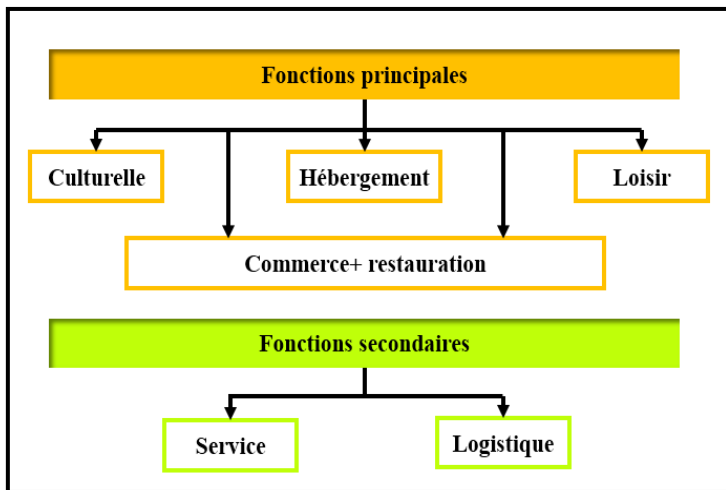 Fonctions principales
Culturelle
Hébergement
Loisir
Commerce+ restauration
Fonctions secondaires
Service
Logistique